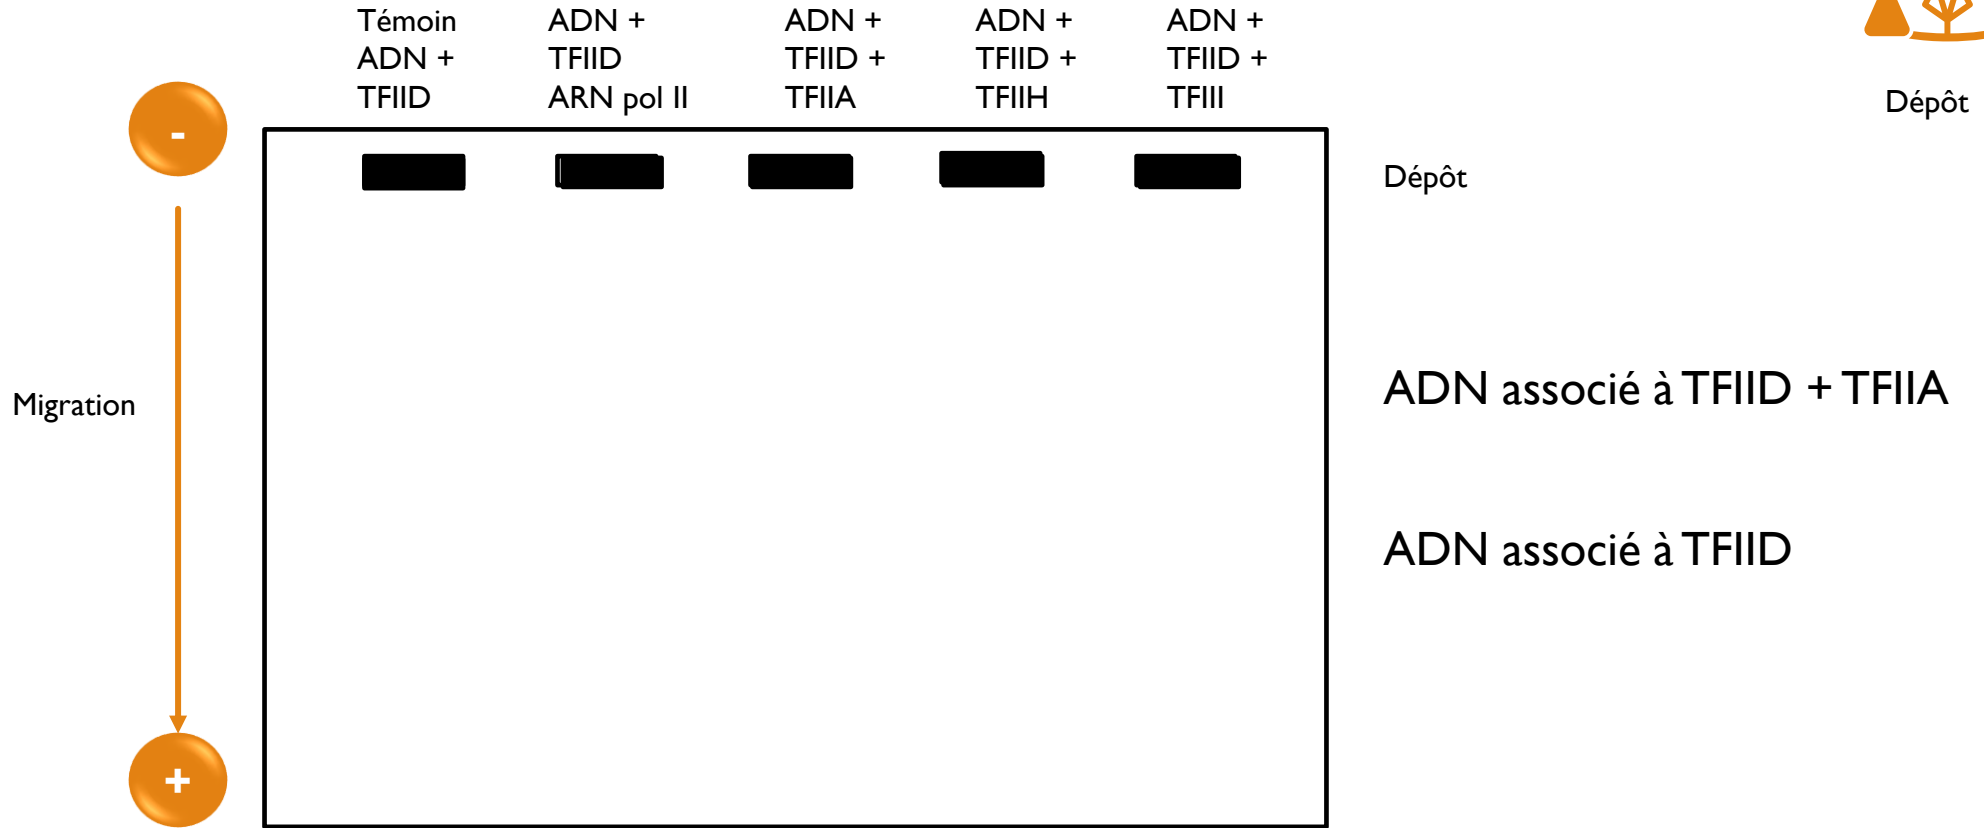 Témoin
ADN +
TFIID
ADN +
TFIID
ARN pol II
ADN +
TFIID +
TFIIA
ADN +
TFIID +
TFIIH
ADN +
TFIID +
TFIII
Dépôt
-
Dépôt
Migration
ADN associé à TFIID + TFIIA
ADN associé à TFIID
+